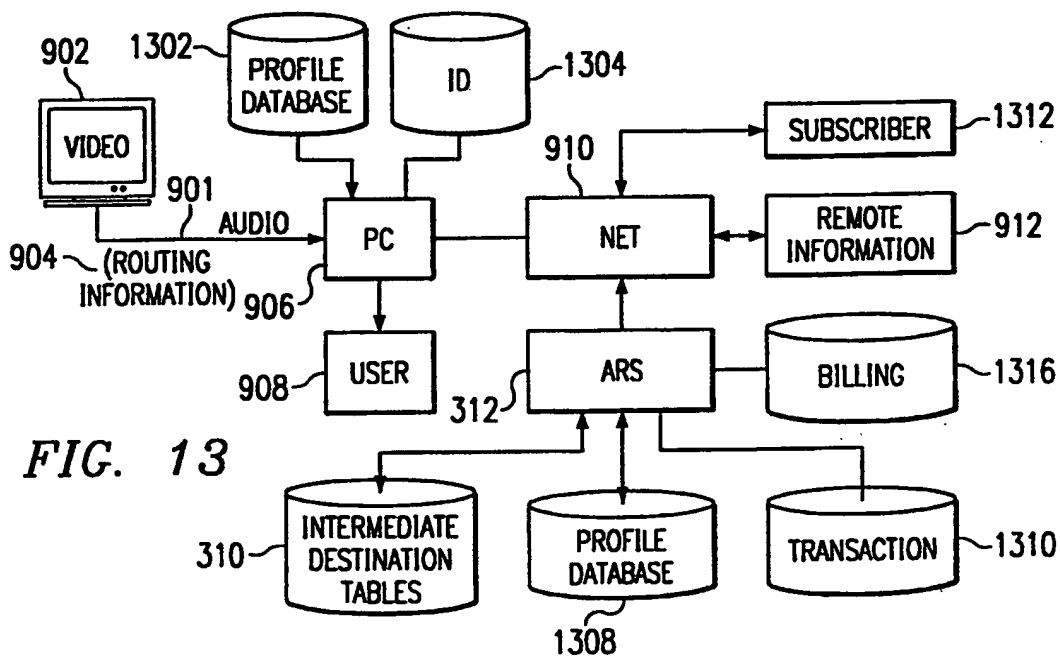 1302
902
PROFILE
DATABASE
ID
1304
VIDEO
910
SUBSCRIBER
1312
901
AUDIO
PC
NET
REMOTE
INFORMATION
912
904
(ROUTING
INFORMATION)
906
USER
908
ARS
312
BILLING
1316
FIG. 13
INTERMEDIATE
DESTINATION
TABLES
310
PROFILE
DATABASE
1308
TRANSACTION
1310